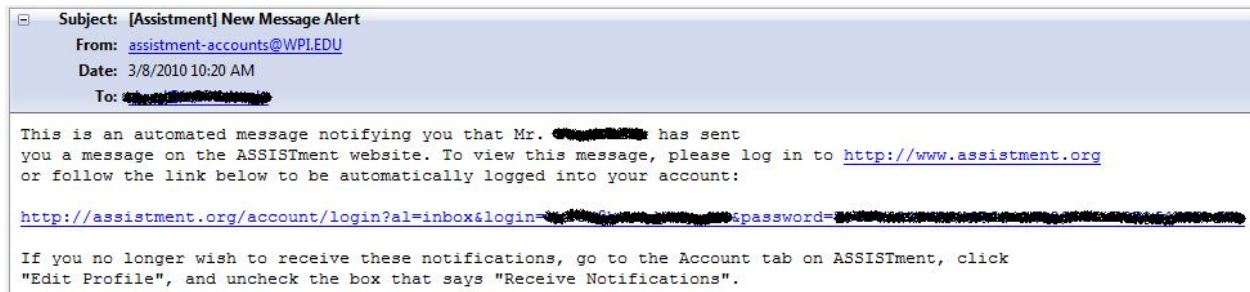 Subject: [Assistment] New Message Alert
From: assistment-accounts@WPI.EDU
Date: 3/8/2010 10:20 AM
To:
This is an automated message notifying you that Mr. has sent
you a message on the ASSISTment website. To view this message, please log in to http://www.assistment.org
or follow the link below to be automatically logged into your account:
http://assistment.org/account/login?al=inbox&login= &password=
If you no longer wish to receive these notifications, go to the Account tab on ASSISTment, click
"Edit Profile", and uncheck the box that says "Receive Notifications".